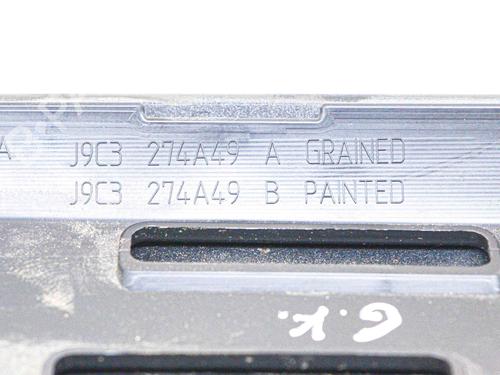 A J9C3 274A49 A GRAINED
J9C3 274A49 B PAINTED
G.K.